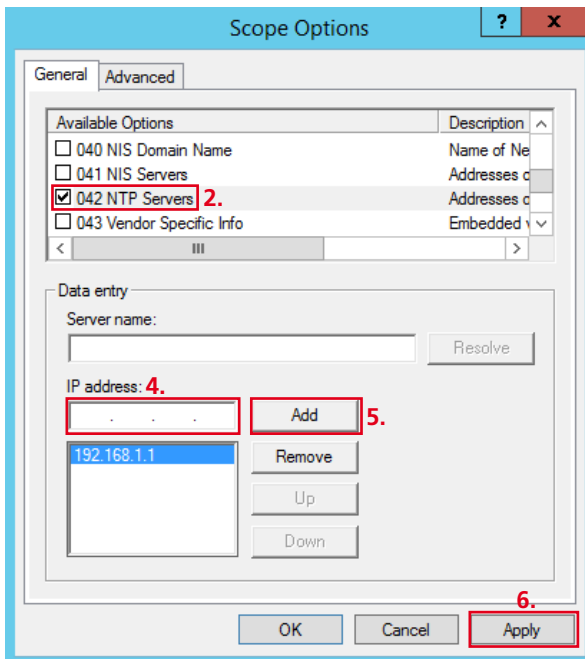 Scope Options
? x
General Advanced
Available Options Description
040 NIS Domain Name Name of Ne
041 NIS Servers Addresses o
042 NTP Servers 2. Addresses o
043 Vendor Specific Info Embedded v
Data entry
Server name:
Resolve
IP address: 4.
. . . Add 5.
192.168.1.1 Remove
Up
Down
6.
OK Cancel Apply